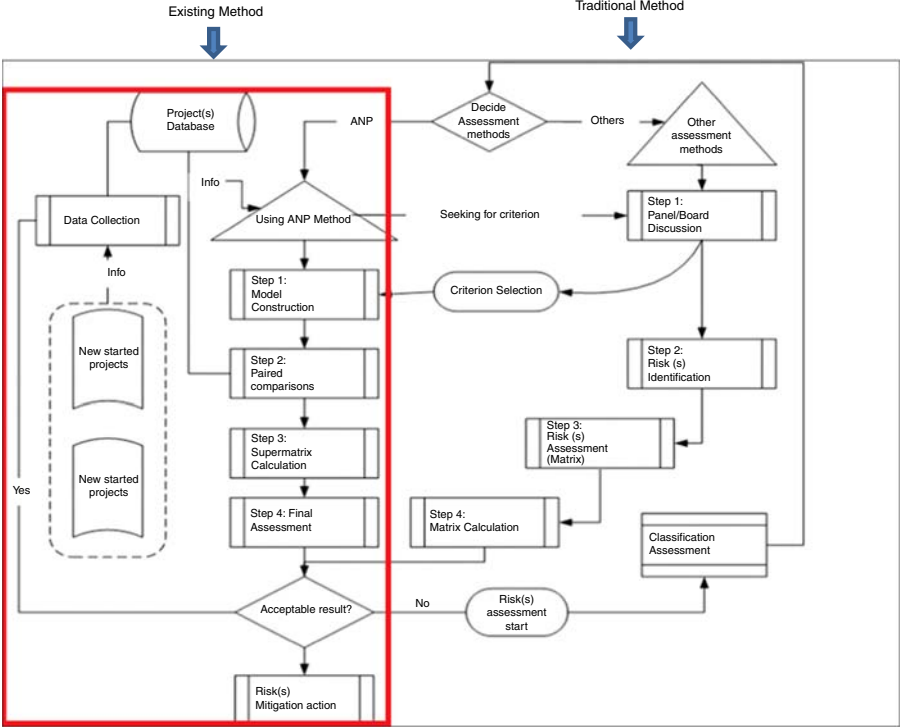 Existing Method
Traditional Method
Project(s)
Database
ANP
Decide
Assessment
methods
Others
Other
assessment
methods
Info
Data Collection
Using ANP Method
Seeking for criterion
Step 1:
Panel/Board
Discussion
Info
Step 1:
Model
Construction
Criterion Selection
New started
projects
Step 2:
Paired
comparisons
Step 2:
Risk (s)
Identification
Step 3:
Supermatrix
Calculation
Step 3:
Risk (s)
Assessment
(Matrix)
New started
projects
Yes
Step 4: Final
Assessment
Step 4:
Matrix Calculation
Classification
Assessment
Acceptable result?
No
Risk(s)
assessment
start
Risk(s)
Mitigation action